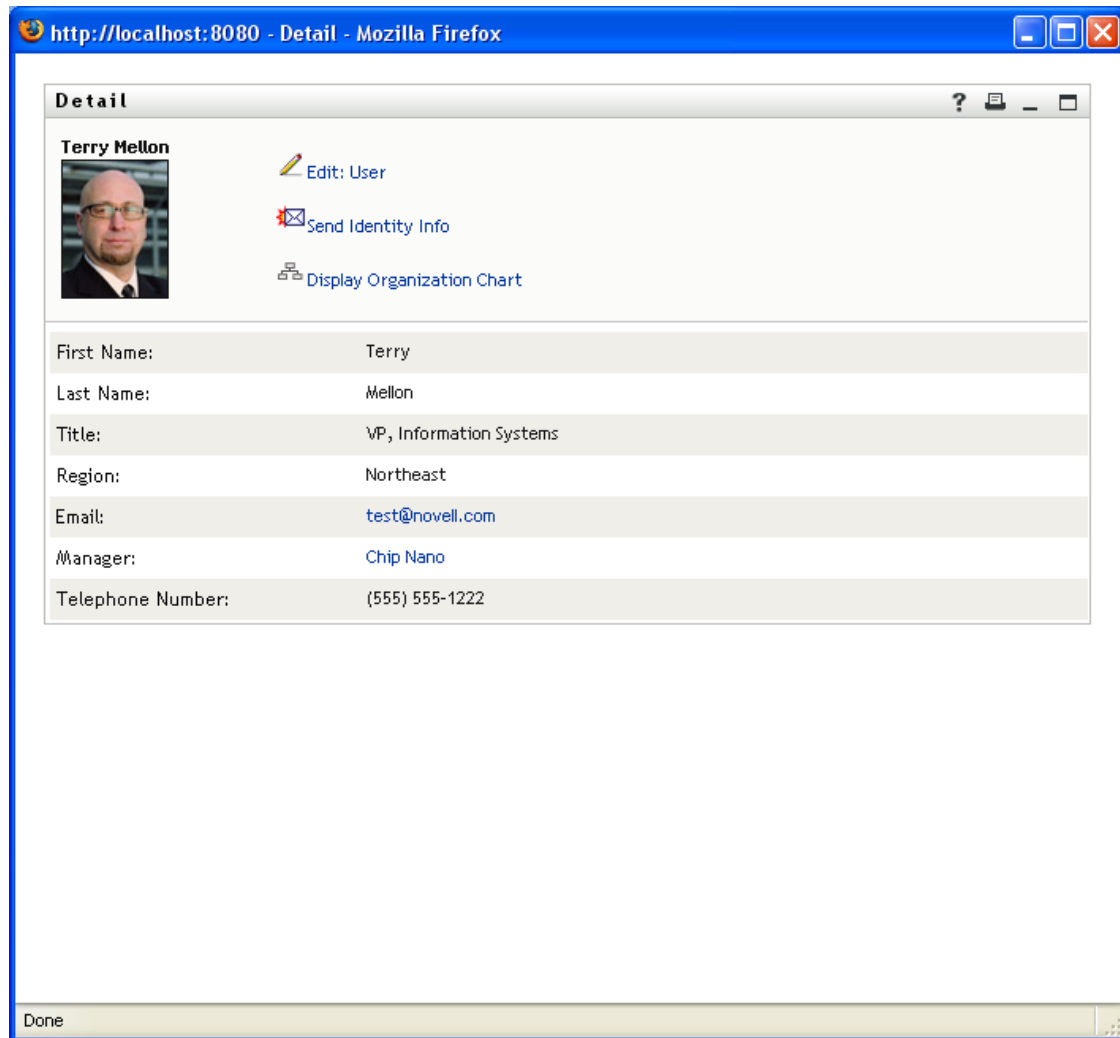 http://localhost:8080 - Detail - Mozilla Firefox
Detail
?
Terry Mellon
Edit: User
Send Identity Info
Display Organization Chart
First Name: Terry
Last Name: Mellon
Title: VP, Information Systems
Region: Northeast
Email: test@novell.com
Manager: Chip Nano
Telephone Number: (555) 555-1222
Done